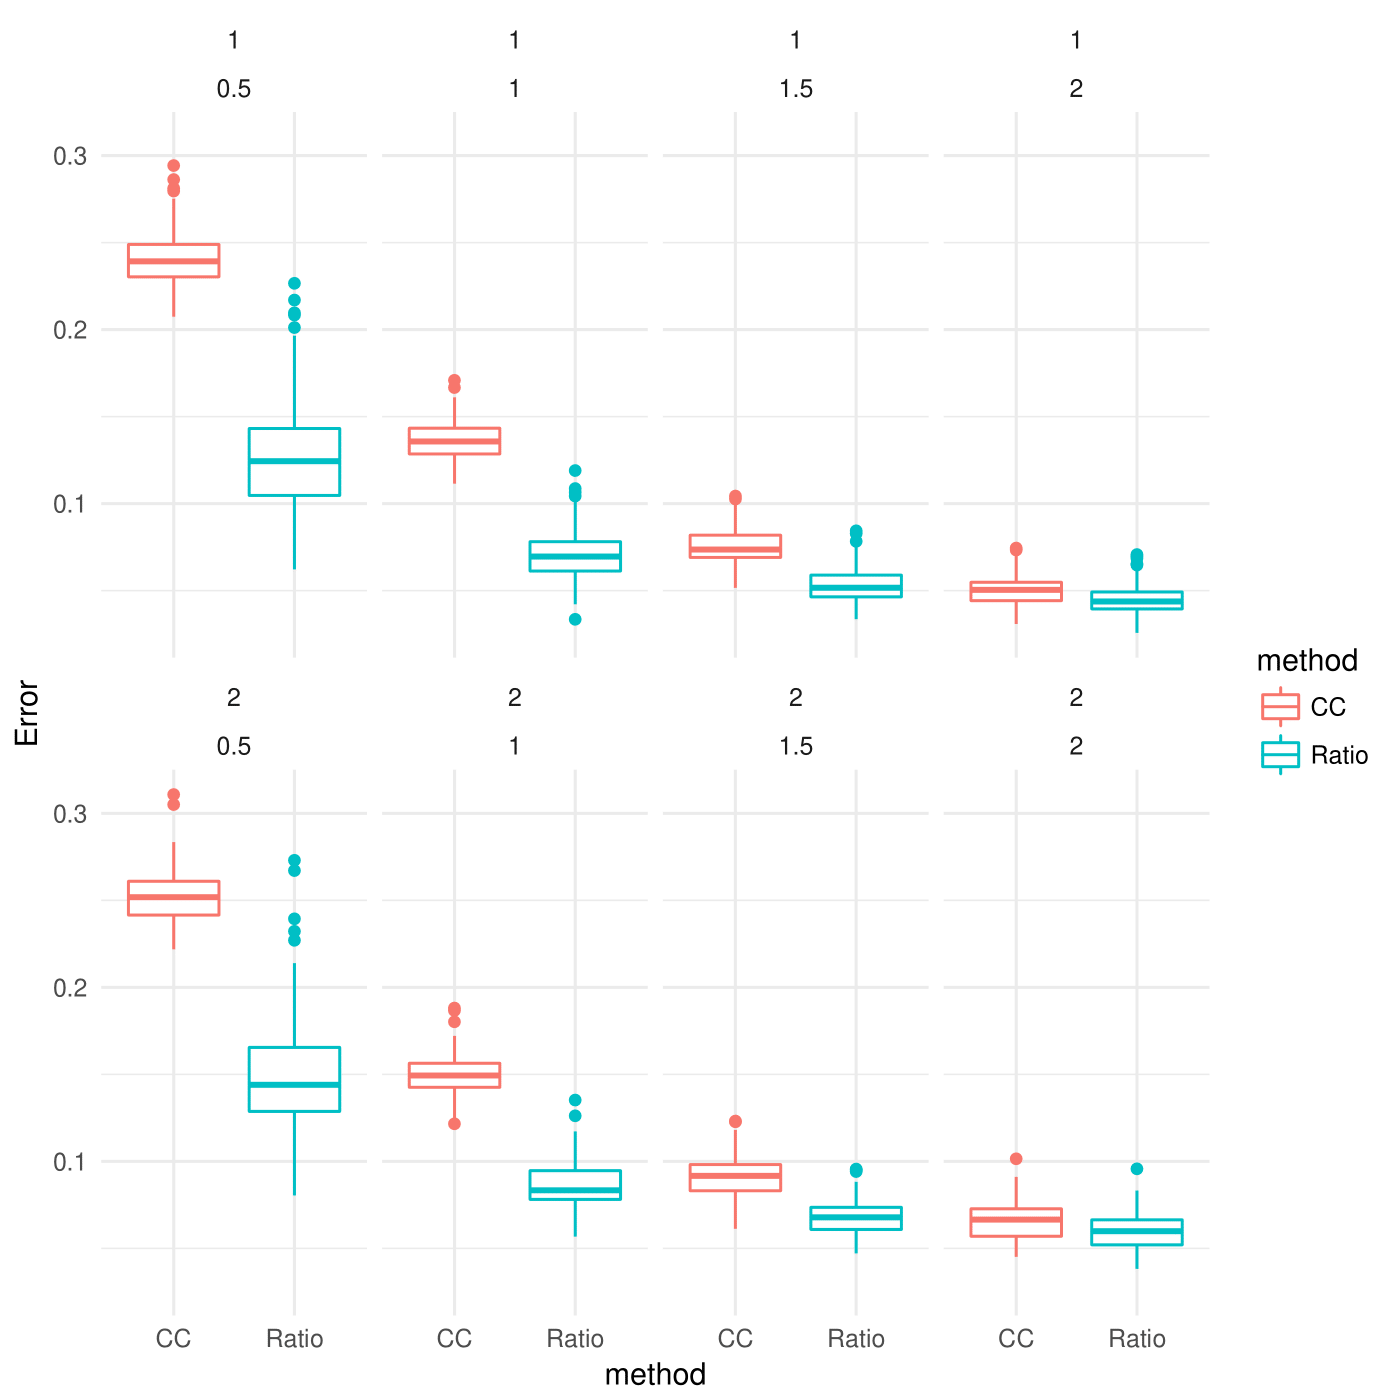 1 1 1 1
0.5 1 1.5 2
0.3
0.2
0.1
Error
2 2 2 2
0.5 1 1.5 2
0.3
0.2
0.1
CC Ratio CC Ratio CC Ratio CC Ratio
method
method
CC
Ratio